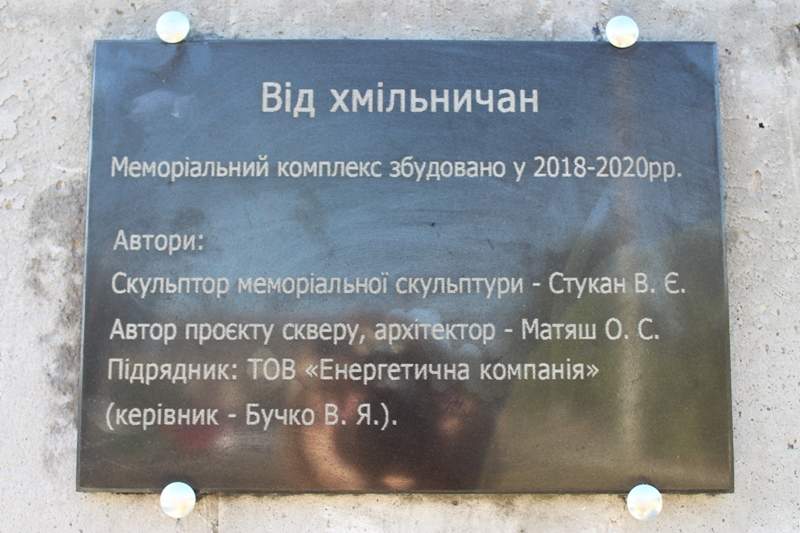 Від хмільничан
Меморіальний комплекс збудовано у 2018-2020рр.
Автори:
Скульптор меморіальної скульптури - Стукан В. Є.
Автор проєкту скверу, архітектор - Матяш О. С.
Підрядник: ТОВ «Енергетична компанія»
(керівник - Бучко В. Я.).